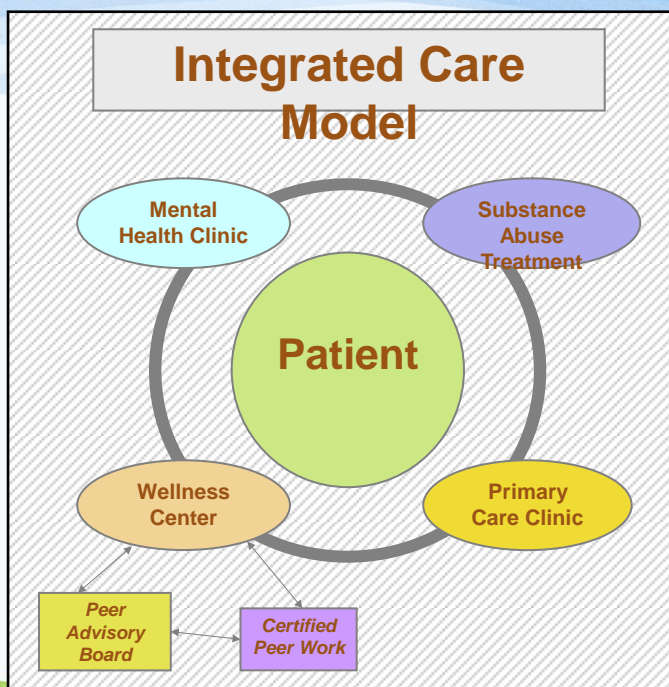 Integrated Care
Model
Mental
Health Clinic
Substance
Abuse
Treatment
Patient
Wellness
Center
Primary
Care Clinic
Peer
Advisory
Board
Certified
Peer Work